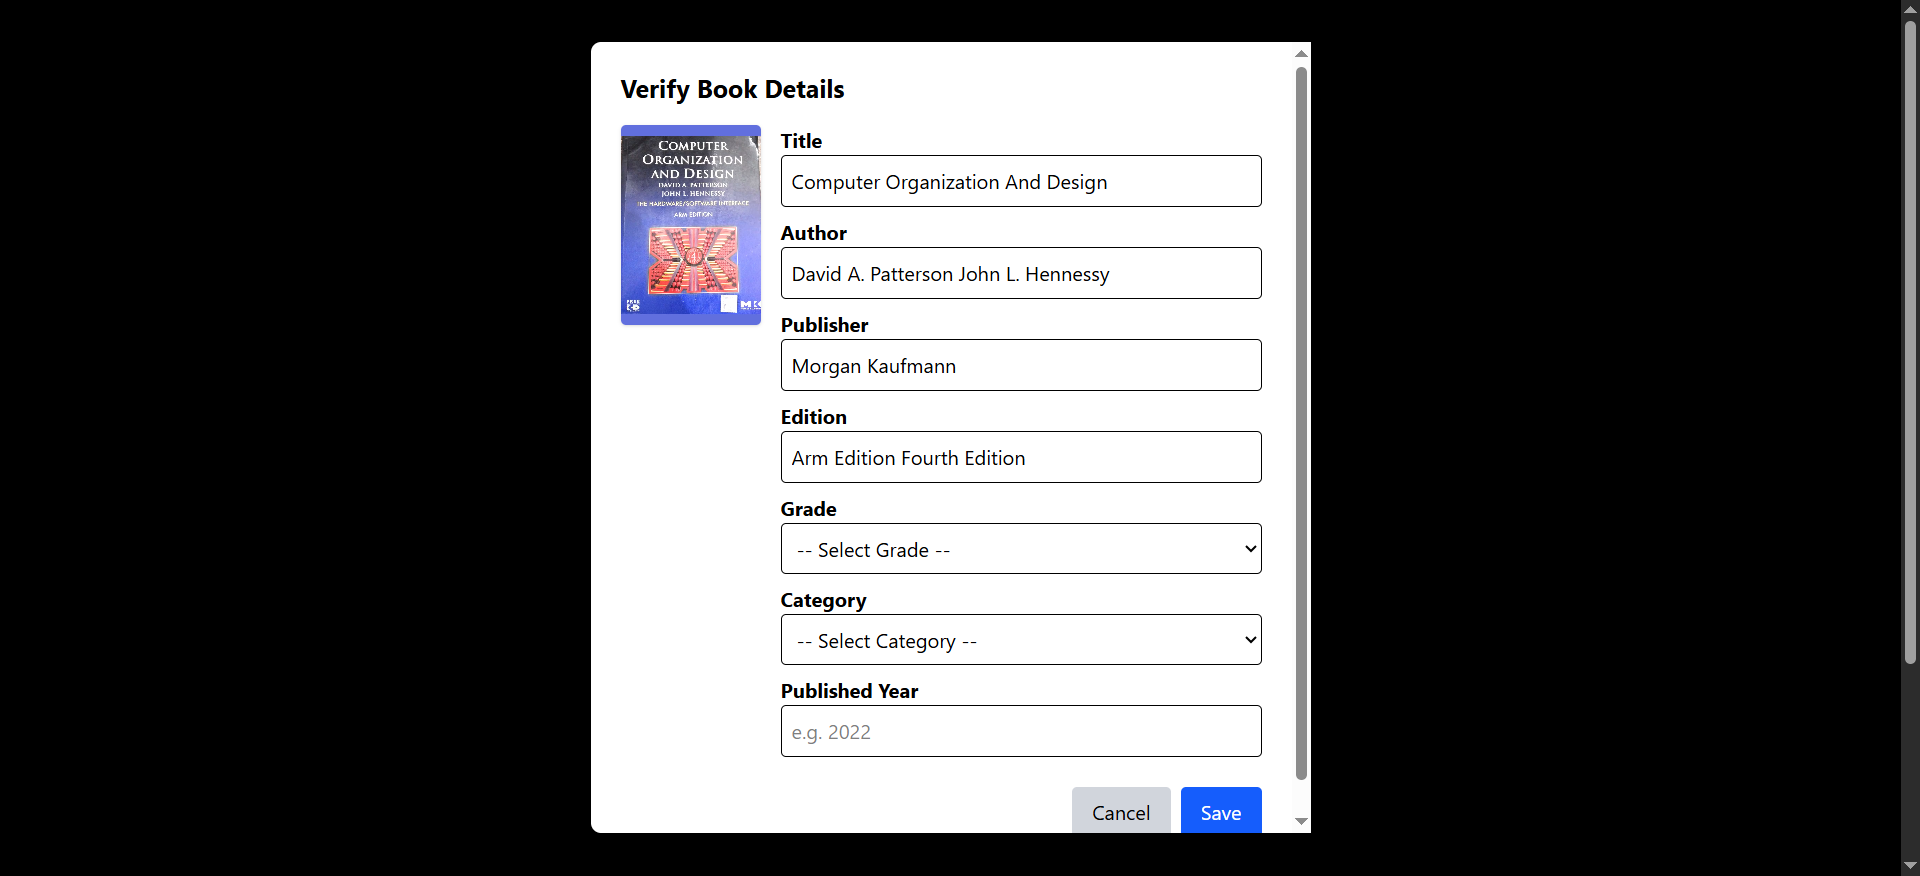 Verify Book Details
COMPUTER
ORGANIZATION
AND DESIGN
DAVID A. PATTERSON
JOHN L. HENNESSY
THE HARDWARE/SOFTWARE INTERFACE
ARM EDITION
Title
Computer Organization And Design
Author
David A. Patterson John L. Hennessy
Publisher
Morgan Kaufmann
Edition
Arm Edition Fourth Edition
Grade
-- Select Grade --
Category
-- Select Category --
Published Year
e.g. 2022
Cancel
Save